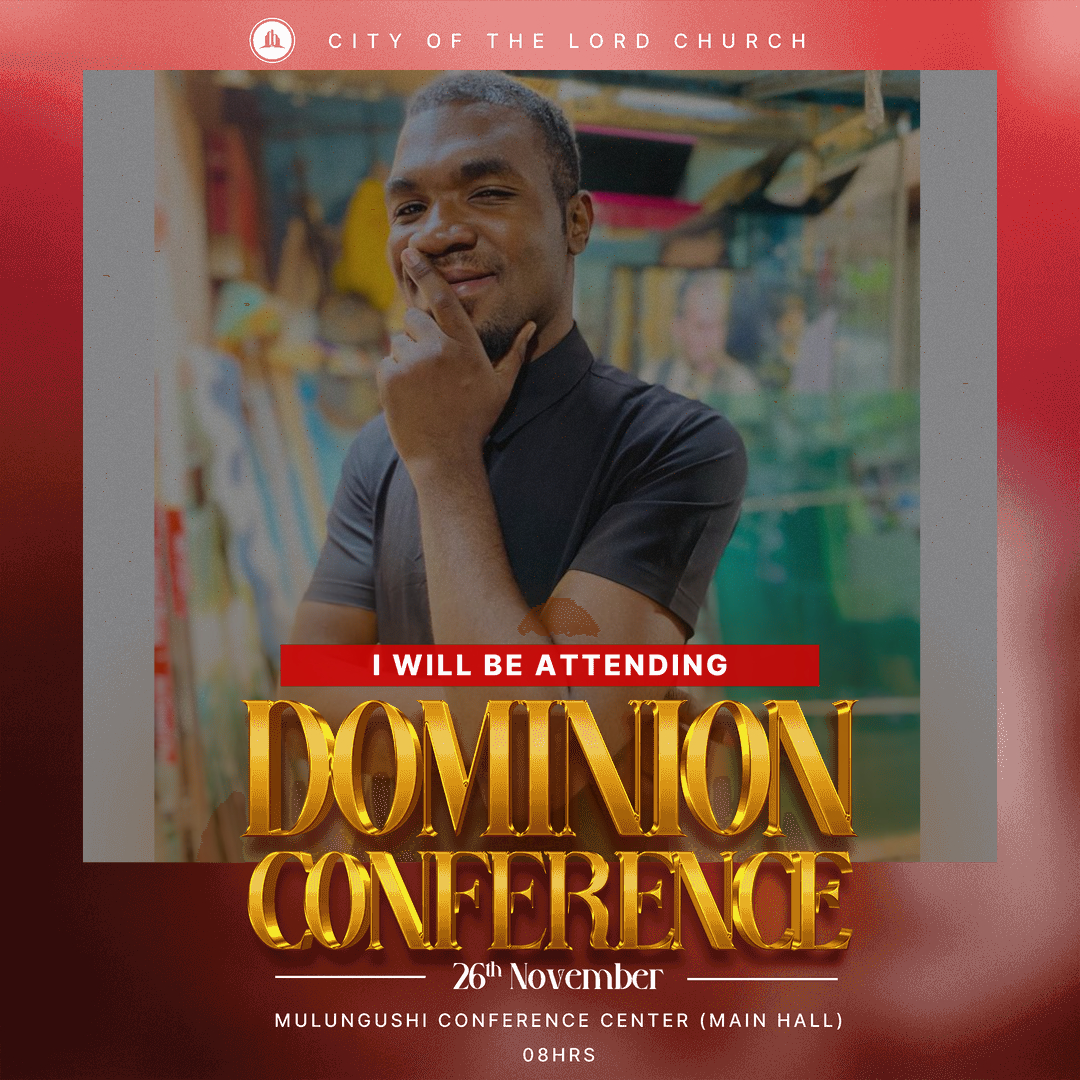 CITY OF THE LORD CHURCH
I WILL BE ATTENDING
DOMINION
CONFERENCE
26th November
MULUNGUSHI CONFERENCE CENTER (MAIN HALL)
08HRS